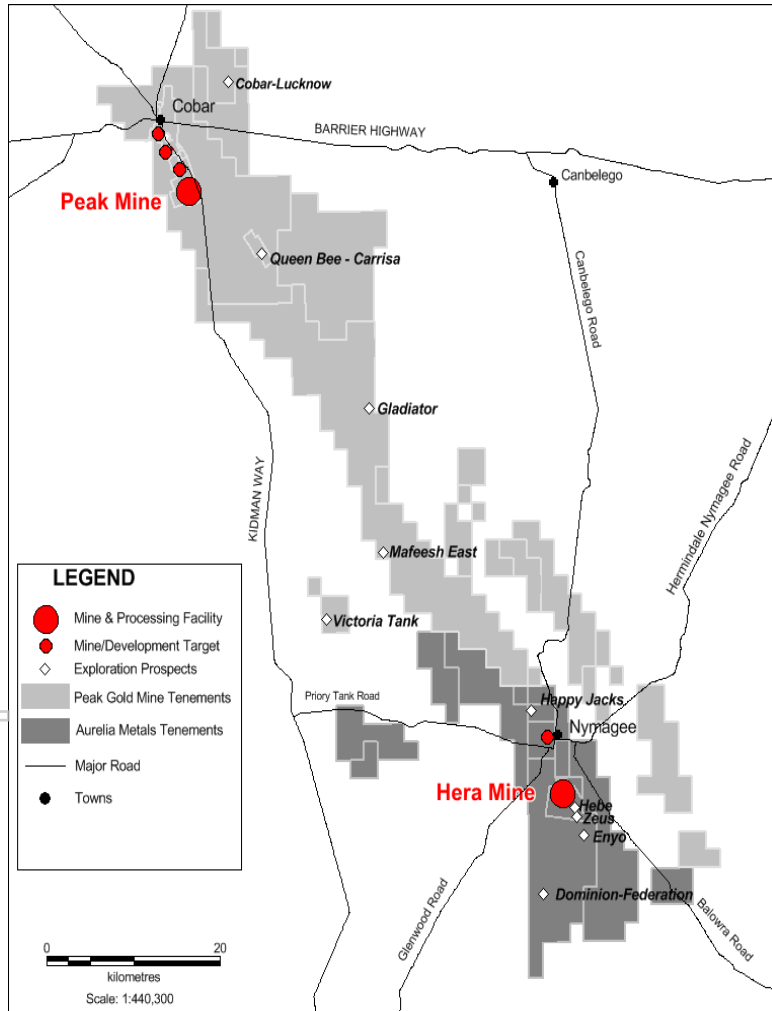 Cobar-Lucknow
Cobar
BARRIER HIGHWAY
Canbelego
Peak Mine
Queen Bee - Carrisa
Canbelego Road
Gladiator
KIDMAN WAY
Hermindale Nymagee Road
Mafeesh East
LEGEND
Mine & Processing Facility
Mine/Development Target
Exploration Prospects
Peak Gold Mine Tenements
Aurelia Metals Tenements
Major Road
Towns
Victoria Tank
Priory Tank Road
Happy Jacks
Nymagee
Hera Mine
Hebe
Zeus
Enyo
Dominion-Federation
Glenwood Road
Balowra Road
0 20
kilometres
Scale: 1:440,300